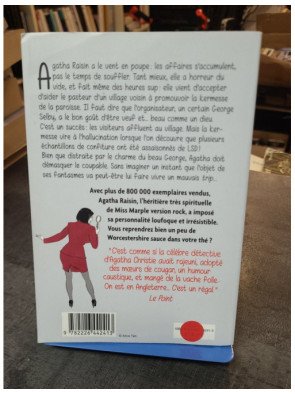 Agatha Raisin a le vent en poupe : les affaires s'accumulent,
pas le temps de souffler. Tant mieux, elle a horreur du
vide, et fait même des heures sup : elle vient d'accepter
d'aider le pasteur d'un village voisin à promouvoir la kermesse
de la paroisse. Il faut dire que l'organisateur, un certain George
Selby, a le bon goût d'être veuf et... beau comme un dieu.
C'est un succès : les visiteurs affluent au village. Mais la ker-
messe vire à l'hallucination lorsque l'on découvre que plusieurs
échantillons de confiture ont été assaisonnés de LSD !
Bien que distraite par le charme du beau George, Agatha doit
démasquer le coupable. Sans imaginer un instant que l'objet de
ses fantasmes va peut-être lui faire vivre un mauvais trip...
Avec plus de 800 000 exemplaires vendus,
Agatha Raisin, l'héritière très spirituelle
de Miss Marple version rock, a imposé
sa personnalité loufoque et irrésistible.
Vous reprendrez bien un peu de
Worcestershire sauce dans votre thé ?
"C'est comme si la célèbre détective
d'Agatha Christie avait rajeuni, adopté
des mœurs de cougar, un humour
caustique, et mangé de la vache folle.
On est en Angleterre... C'est un régal."
Le Point
9 782226 442413